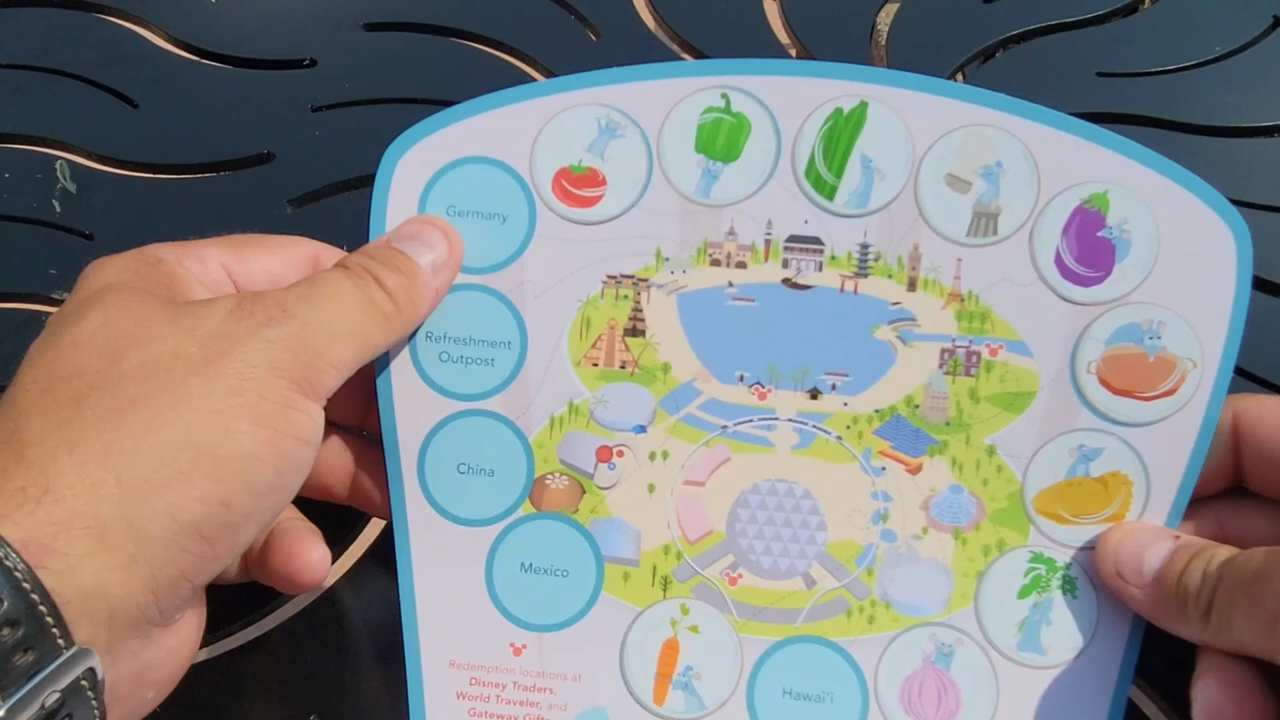 Germany
Refreshment
Outpost
China
Mexico
Hawai'i
Redemption locations at
Disney Traders,
World Traveler, and
Gateway Gifts